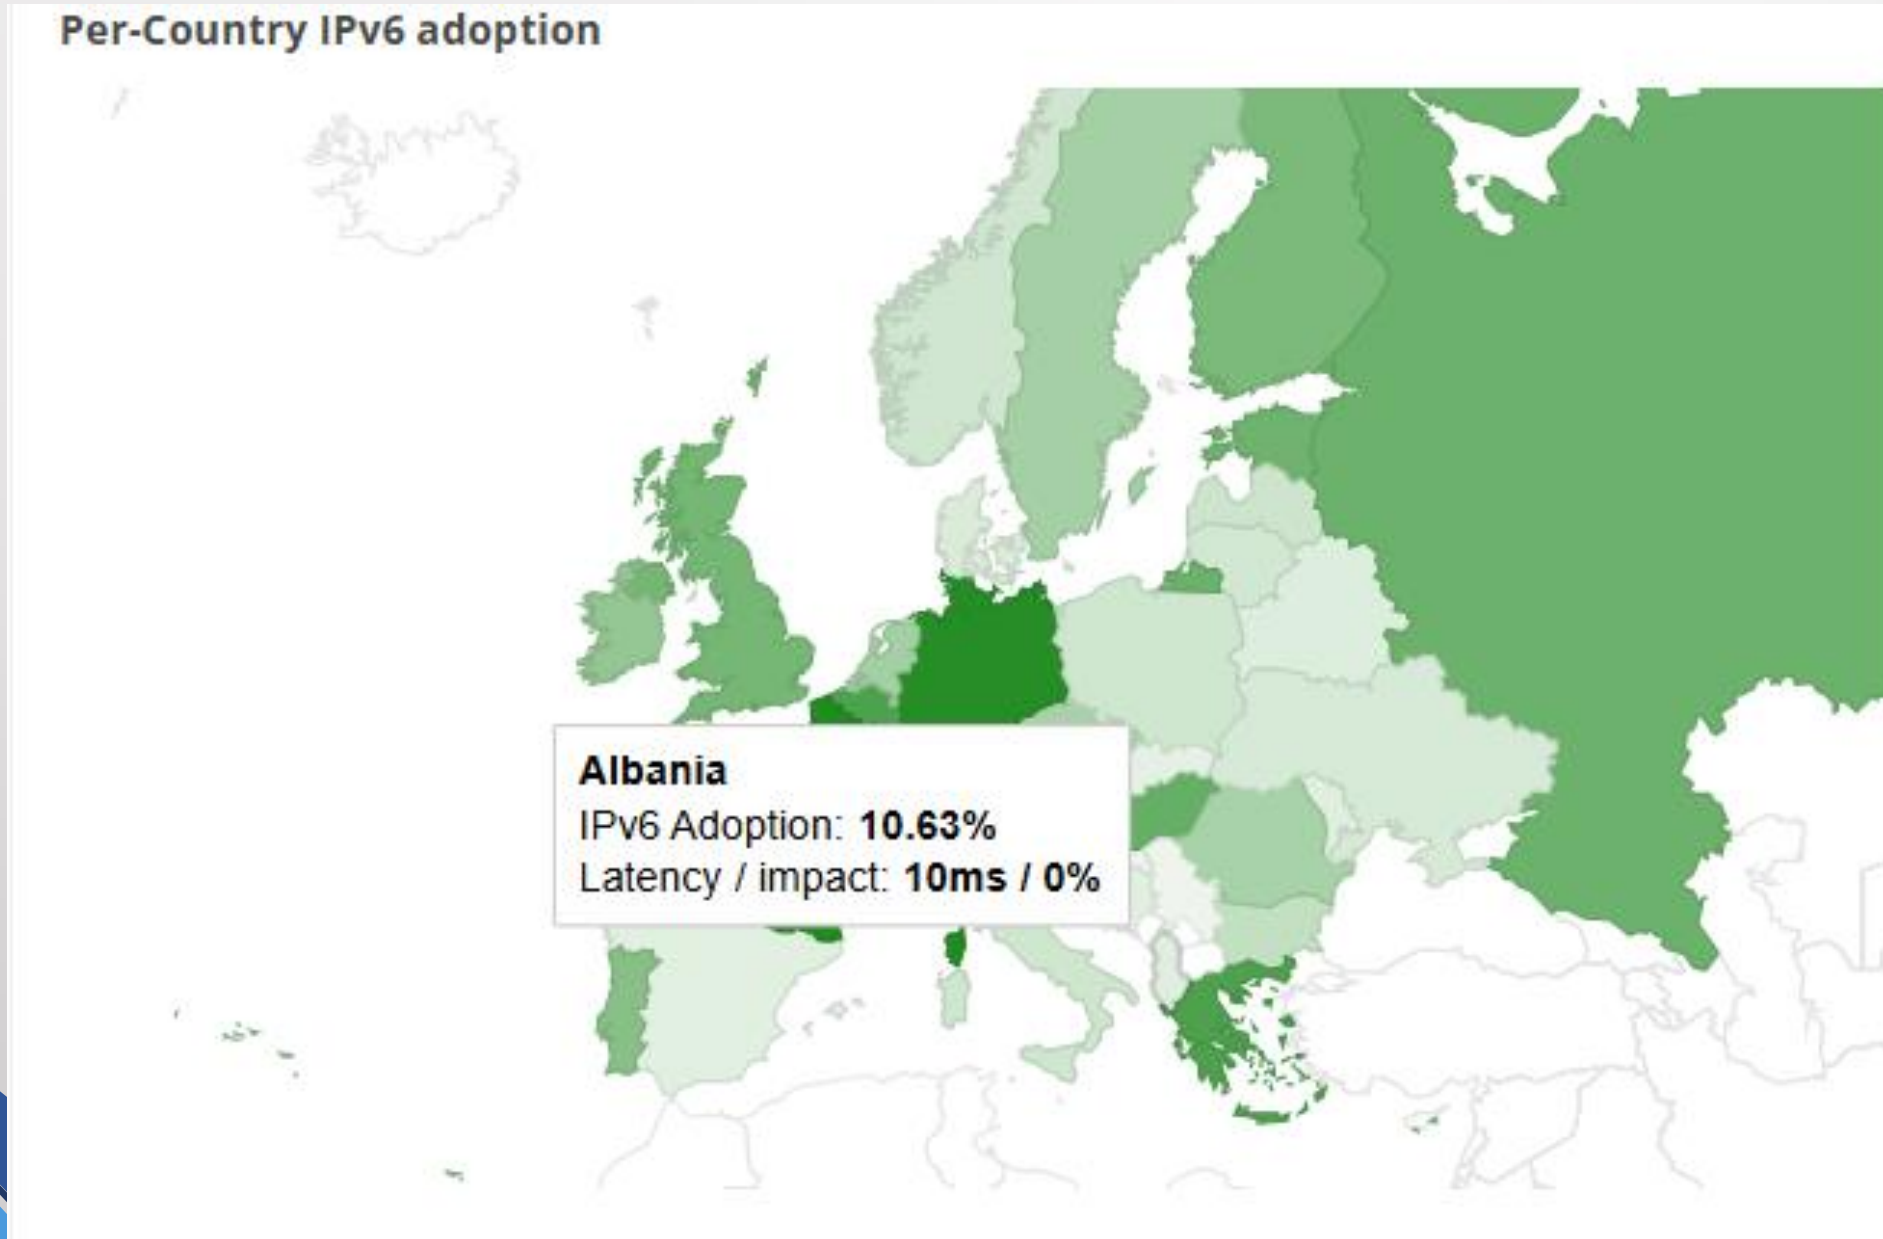 Per-Country IPv6 adoption
Albania
IPv6 Adoption: 10.63%
Latency / impact: 10ms / 0%